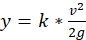 y = k * v²/2g